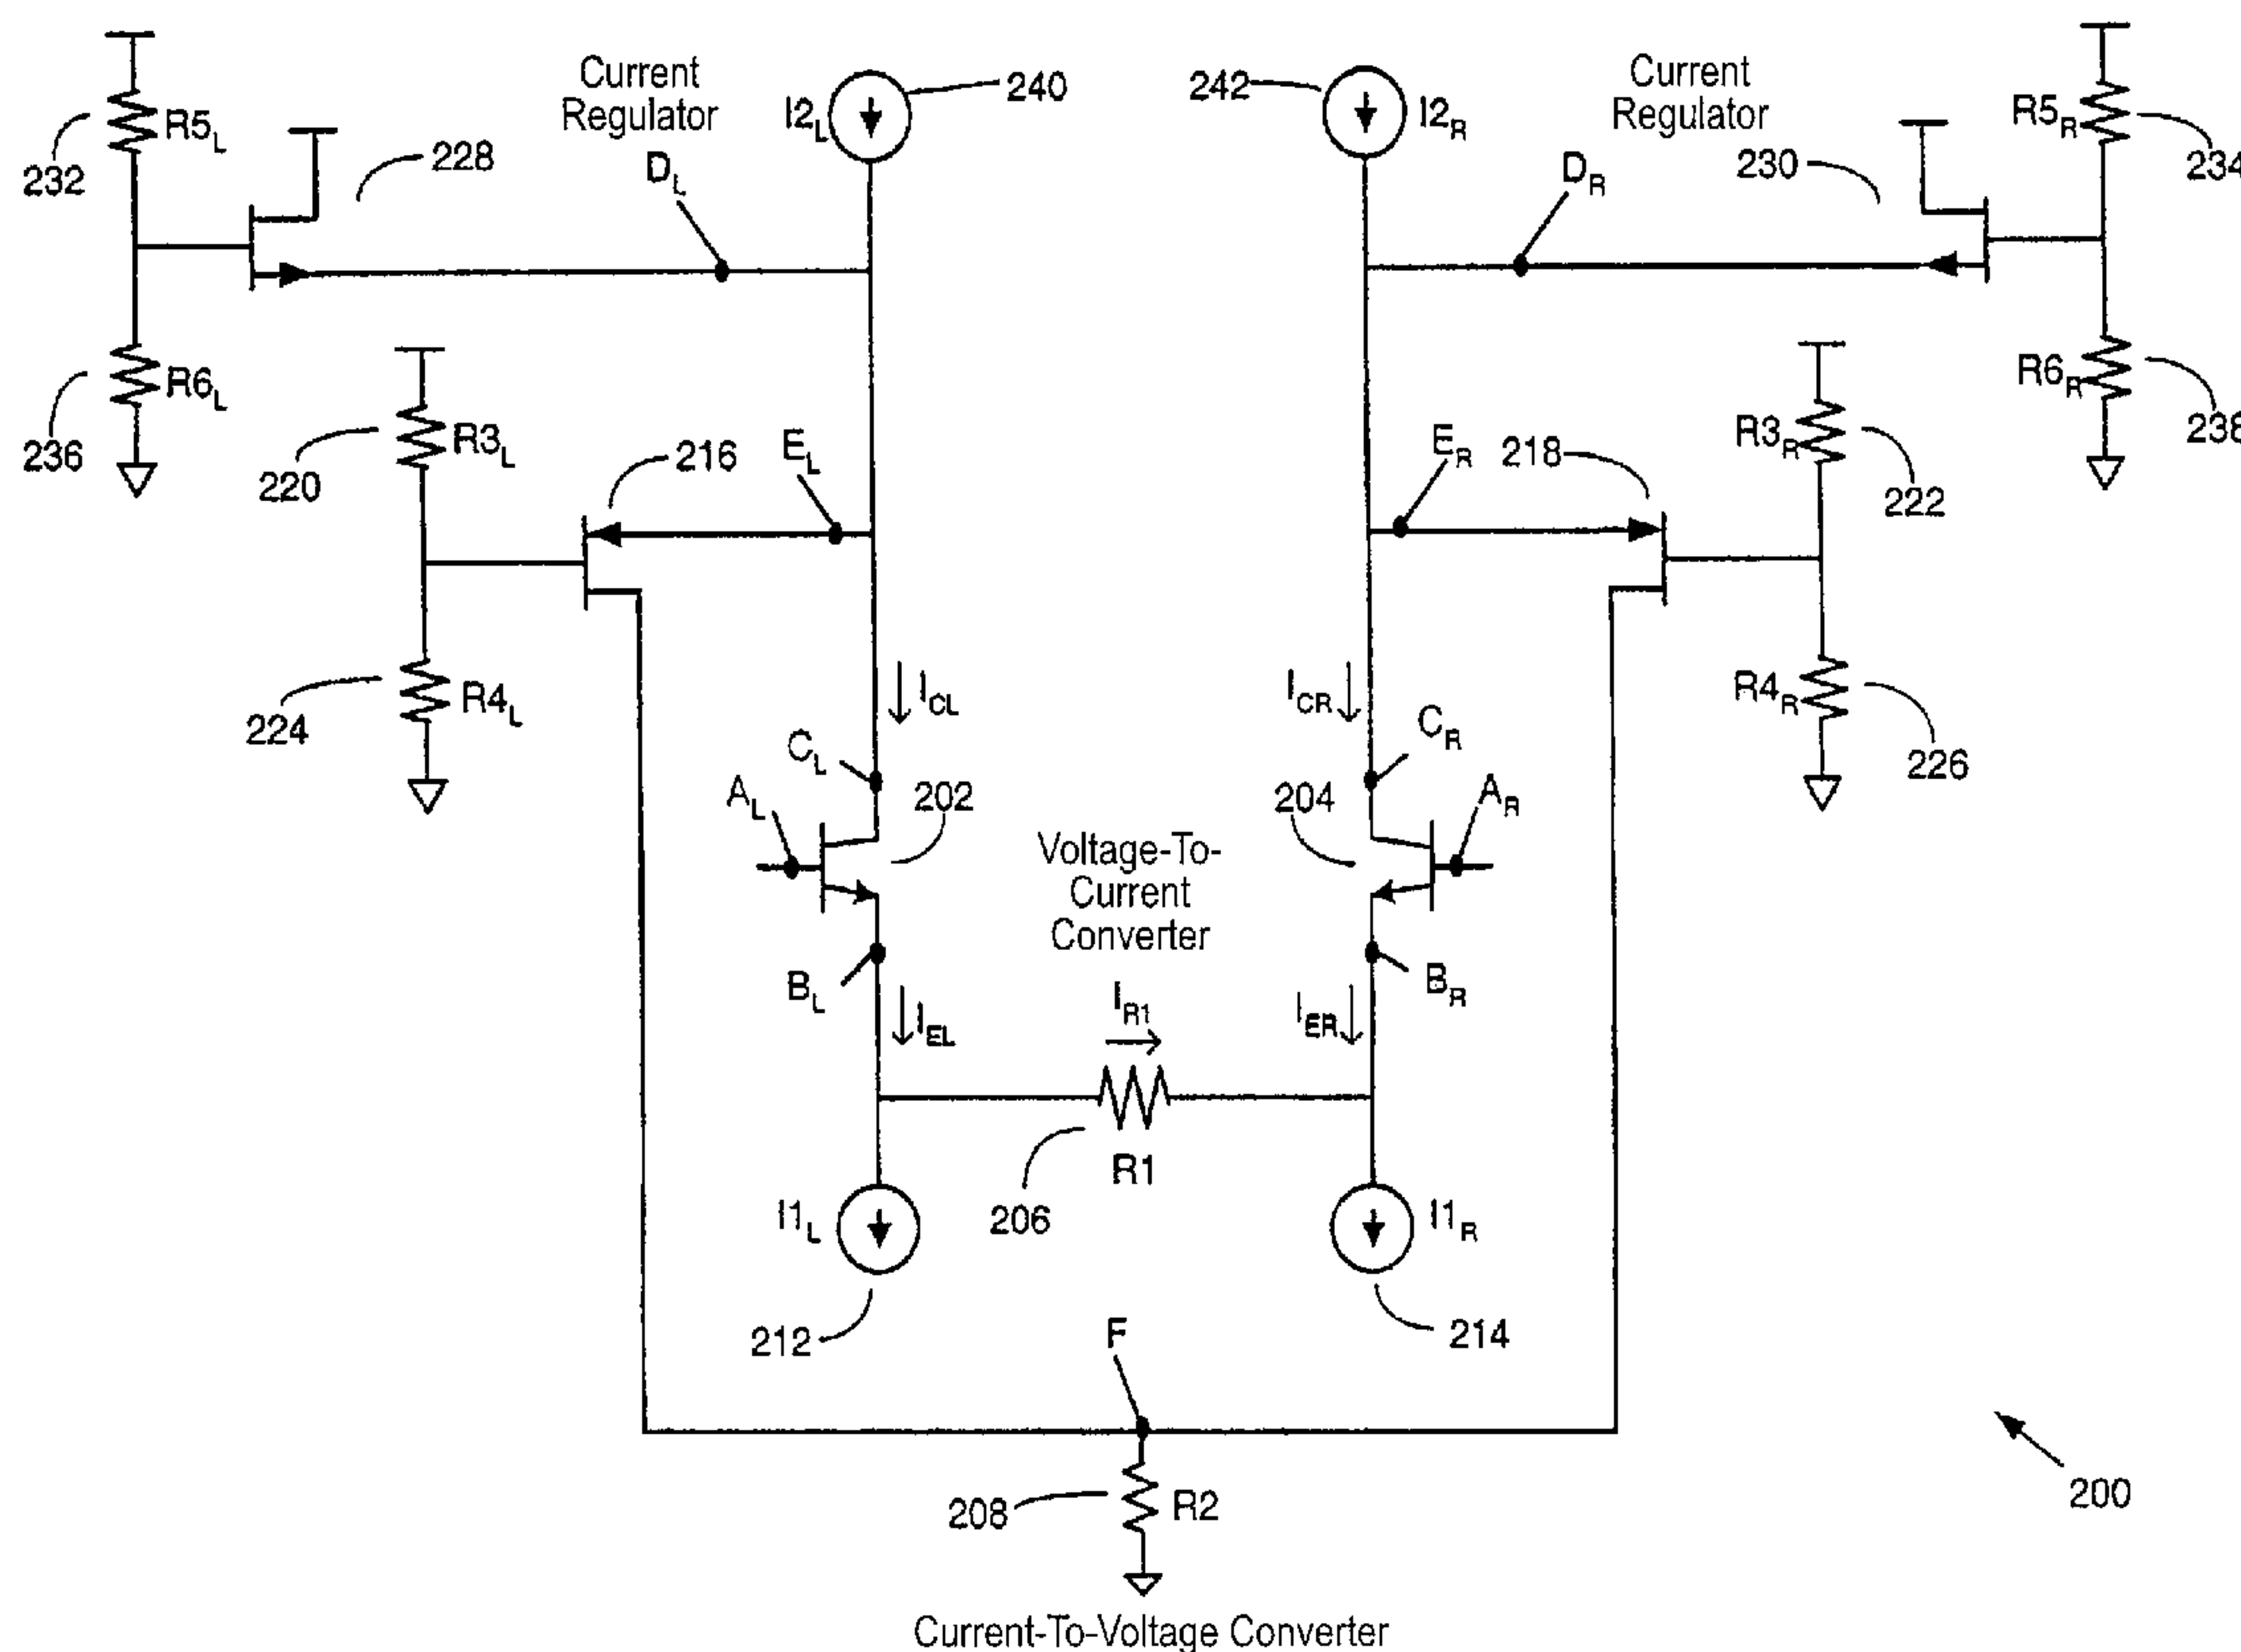 Current
Regulator
I2L
240
242
I2R
Current
Regulator
R5L
232
228
DL
DR
230
R5R
234
R6L
236
R3L
220
216
EL
ER
218
R3R
222
R6R
238
R4L
224
ICL
ICR
R4R
226
CL
CR
AL
202
204
AR
Voltage-To-
Current
Converter
BL
BR
IEL
IR1
IER
R1
206
I1L
I1R
212
214
F
208
R2
200
Current-To-Voltage Converter